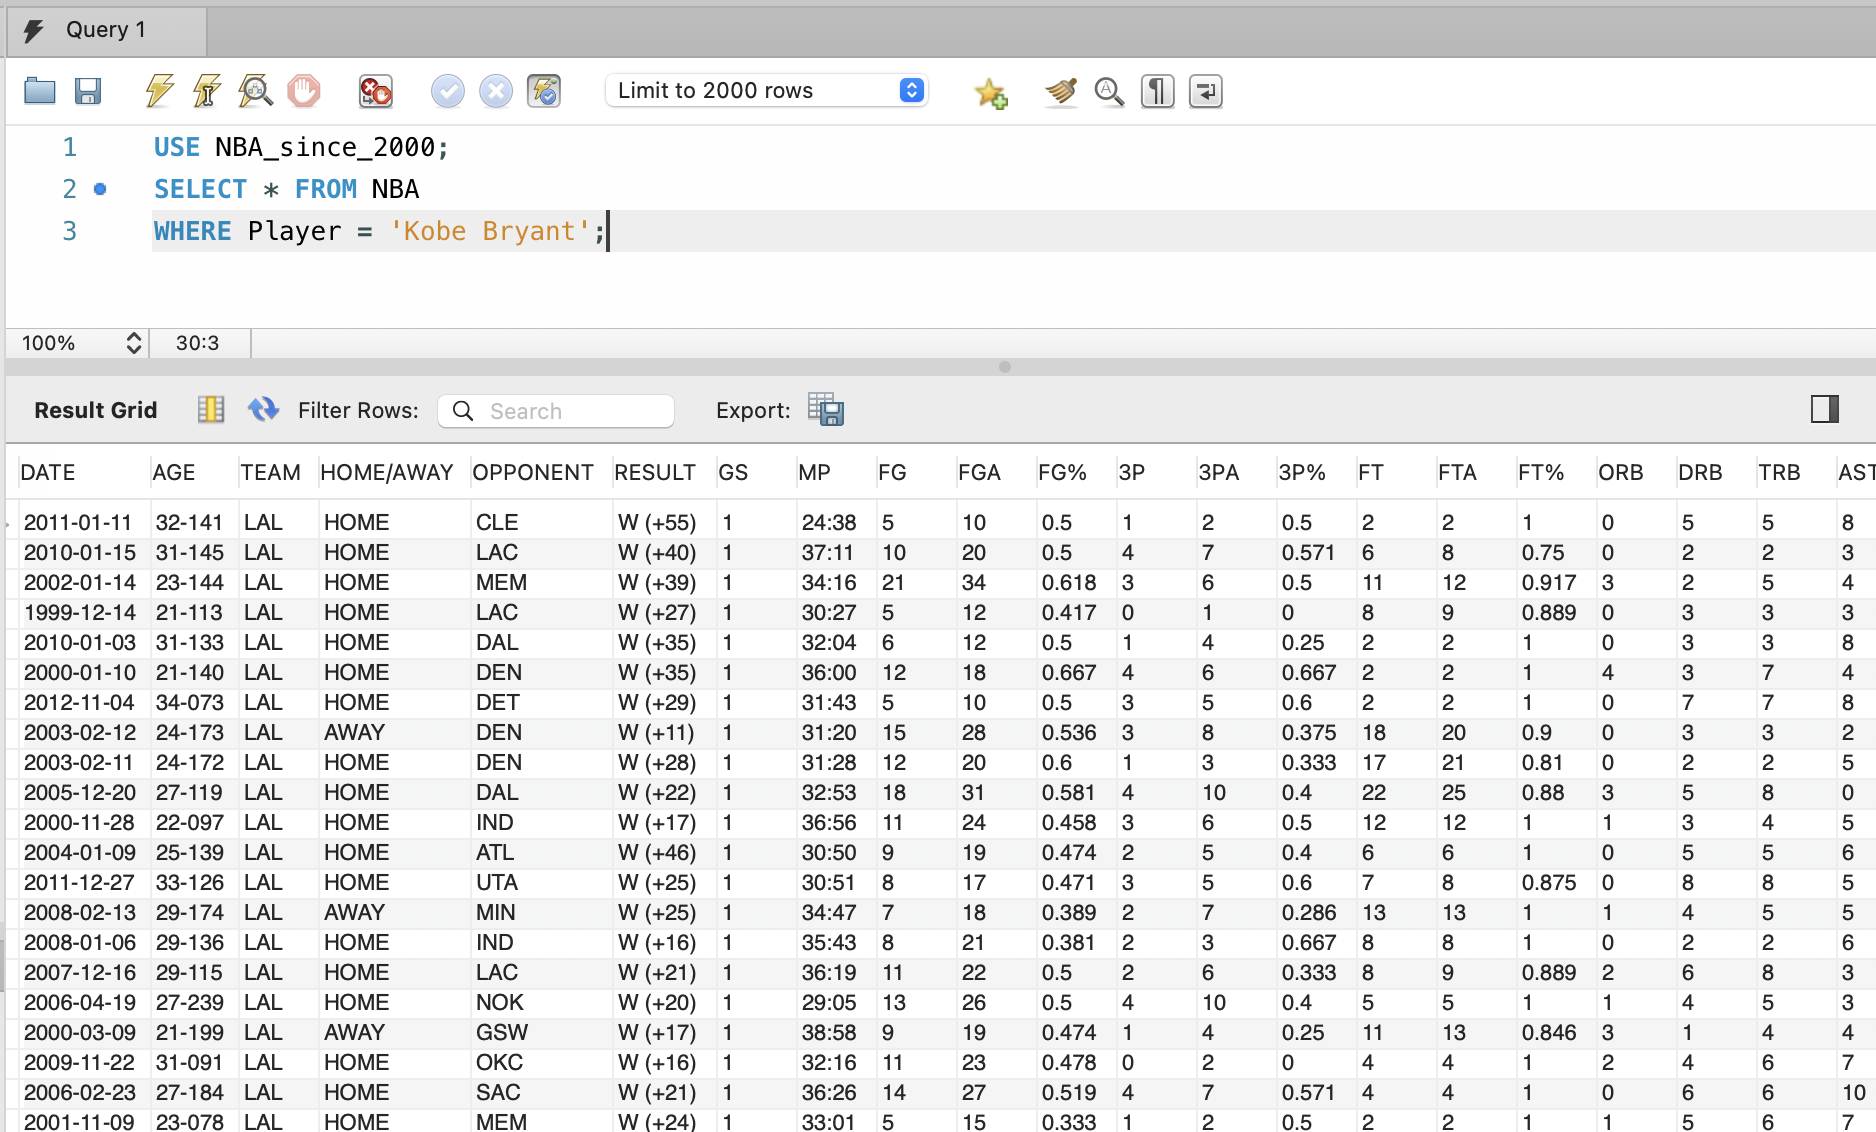 Query 1
Limit to 2000 rows
1 USE NBA_since_2000;
2 SELECT * FROM NBA
3 WHERE Player = 'Kobe Bryant';
100% 30:3
Result Grid Filter Rows: Search Export:
DATE AGE TEAM HOME/AWAY OPPONENT RESULT GS MP FG FGA FG% 3P 3PA 3P% FT FTA FT% ORB DRB TRB AST
2011-01-11 32-141 LAL HOME CLE W (+55) 1 24:38 5 10 0.5 1 2 0.5 2 2 1 0 5 5 8
2010-01-15 31-145 LAL HOME LAC W (+40) 1 37:11 10 20 0.5 4 7 0.571 6 8 0.75 0 2 2 3
2002-01-14 23-144 LAL HOME MEM W (+39) 1 34:16 21 34 0.618 3 6 0.5 11 12 0.917 3 2 5 4
1999-12-14 21-113 LAL HOME LAC W (+27) 1 30:27 5 12 0.417 0 1 0 8 9 0.889 0 3 3 3
2010-01-03 31-133 LAL HOME DAL W (+35) 1 32:04 6 12 0.5 1 4 0.25 2 2 1 0 3 3 8
2000-01-10 21-140 LAL HOME DEN W (+35) 1 36:00 12 18 0.667 4 6 0.667 2 2 1 4 3 7 4
2012-11-04 34-073 LAL HOME DET W (+29) 1 31:43 5 10 0.5 3 5 0.6 2 2 1 0 7 7 8
2003-02-12 24-173 LAL AWAY DEN W (+11) 1 31:20 15 28 0.536 3 8 0.375 18 20 0.9 0 3 3 2
2003-02-11 24-172 LAL HOME DEN W (+28) 1 31:28 12 20 0.6 1 3 0.333 17 21 0.81 0 2 2 5
2005-12-20 27-119 LAL HOME DAL W (+22) 1 32:53 18 31 0.581 4 10 0.4 22 25 0.88 3 5 8 0
2000-11-28 22-097 LAL HOME IND W (+17) 1 36:56 11 24 0.458 3 6 0.5 12 12 1 1 3 4 5
2004-01-09 25-139 LAL HOME ATL W (+46) 1 30:50 9 19 0.474 2 5 0.4 6 6 1 0 5 5 6
2011-12-27 33-126 LAL HOME UTA W (+25) 1 30:51 8 17 0.471 3 5 0.6 7 8 0.875 0 8 8 5
2008-02-13 29-174 LAL AWAY MIN W (+25) 1 34:47 7 18 0.389 2 7 0.286 13 13 1 1 4 5 5
2008-01-06 29-136 LAL HOME IND W (+16) 1 35:43 8 21 0.381 2 3 0.667 8 8 1 0 2 2 6
2007-12-16 29-115 LAL HOME LAC W (+21) 1 36:19 11 22 0.5 2 6 0.333 8 9 0.889 2 6 8 3
2006-04-19 27-239 LAL HOME NOK W (+20) 1 29:05 13 26 0.5 4 10 0.4 5 5 1 1 4 5 3
2000-03-09 21-199 LAL AWAY GSW W (+17) 1 38:58 9 19 0.474 1 4 0.25 11 13 0.846 3 1 4 4
2009-11-22 31-091 LAL HOME OKC W (+16) 1 32:16 11 23 0.478 0 2 0 4 4 1 2 4 6 7
2006-02-23 27-184 LAL HOME SAC W (+21) 1 36:26 14 27 0.519 4 7 0.571 4 4 1 0 6 6 10
2001-11-09 23-078 LAL HOME MEM W (+24) 1 33:01 5 15 0.333 1 2 0.5 2 2 1 1 5 6 7